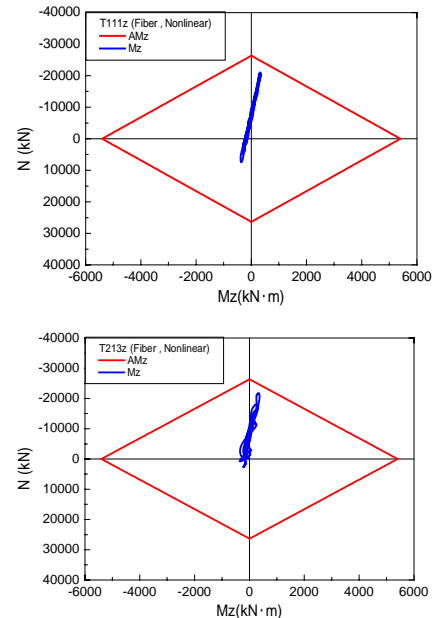 T111z (Fiber , Nonlinear)
AMz
Mz
-40000
-30000
-20000
-10000
0
10000
20000
30000
40000
N (kN)
-6000 -4000 -2000 0 2000 4000 6000
Mz(kN·m)
T213z (Fiber, Nonlinear)
AMz
Mz
-40000
-30000
-20000
-10000
0
10000
20000
30000
40000
N (kN)
-6000 -4000 -2000 0 2000 4000 6000
Mz(kN·m)